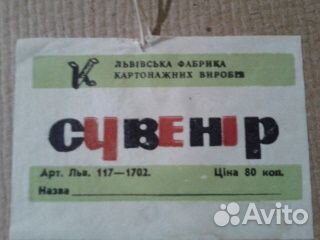 ЛЬВІВСЬКА ФАБРИКА
КАРТОНАЖНИХ ВИРОБІВ
СУВЕНІР
Арт. Льв. 117—1702. Ціна 80 коп.
Назва
Avito